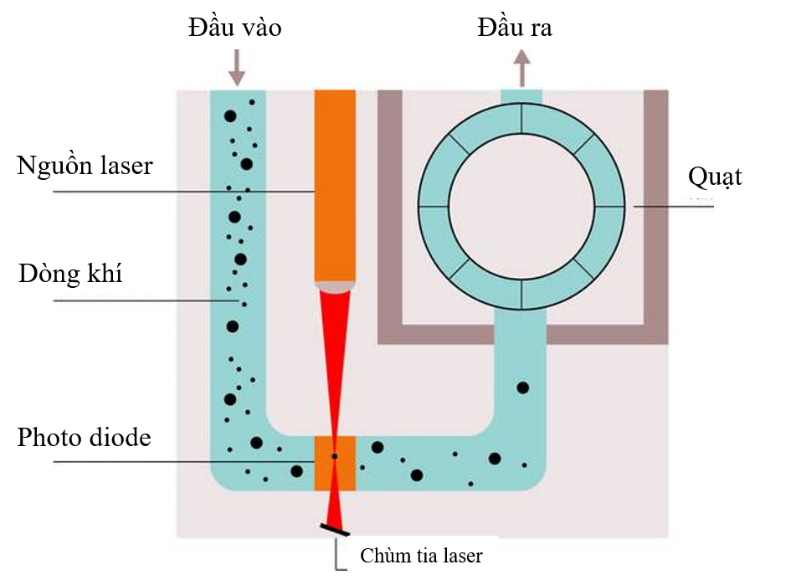 Đầu vào
Đầu ra
Nguồn laser
Quạt
Dòng khí
Photo diode
Chùm tia laser